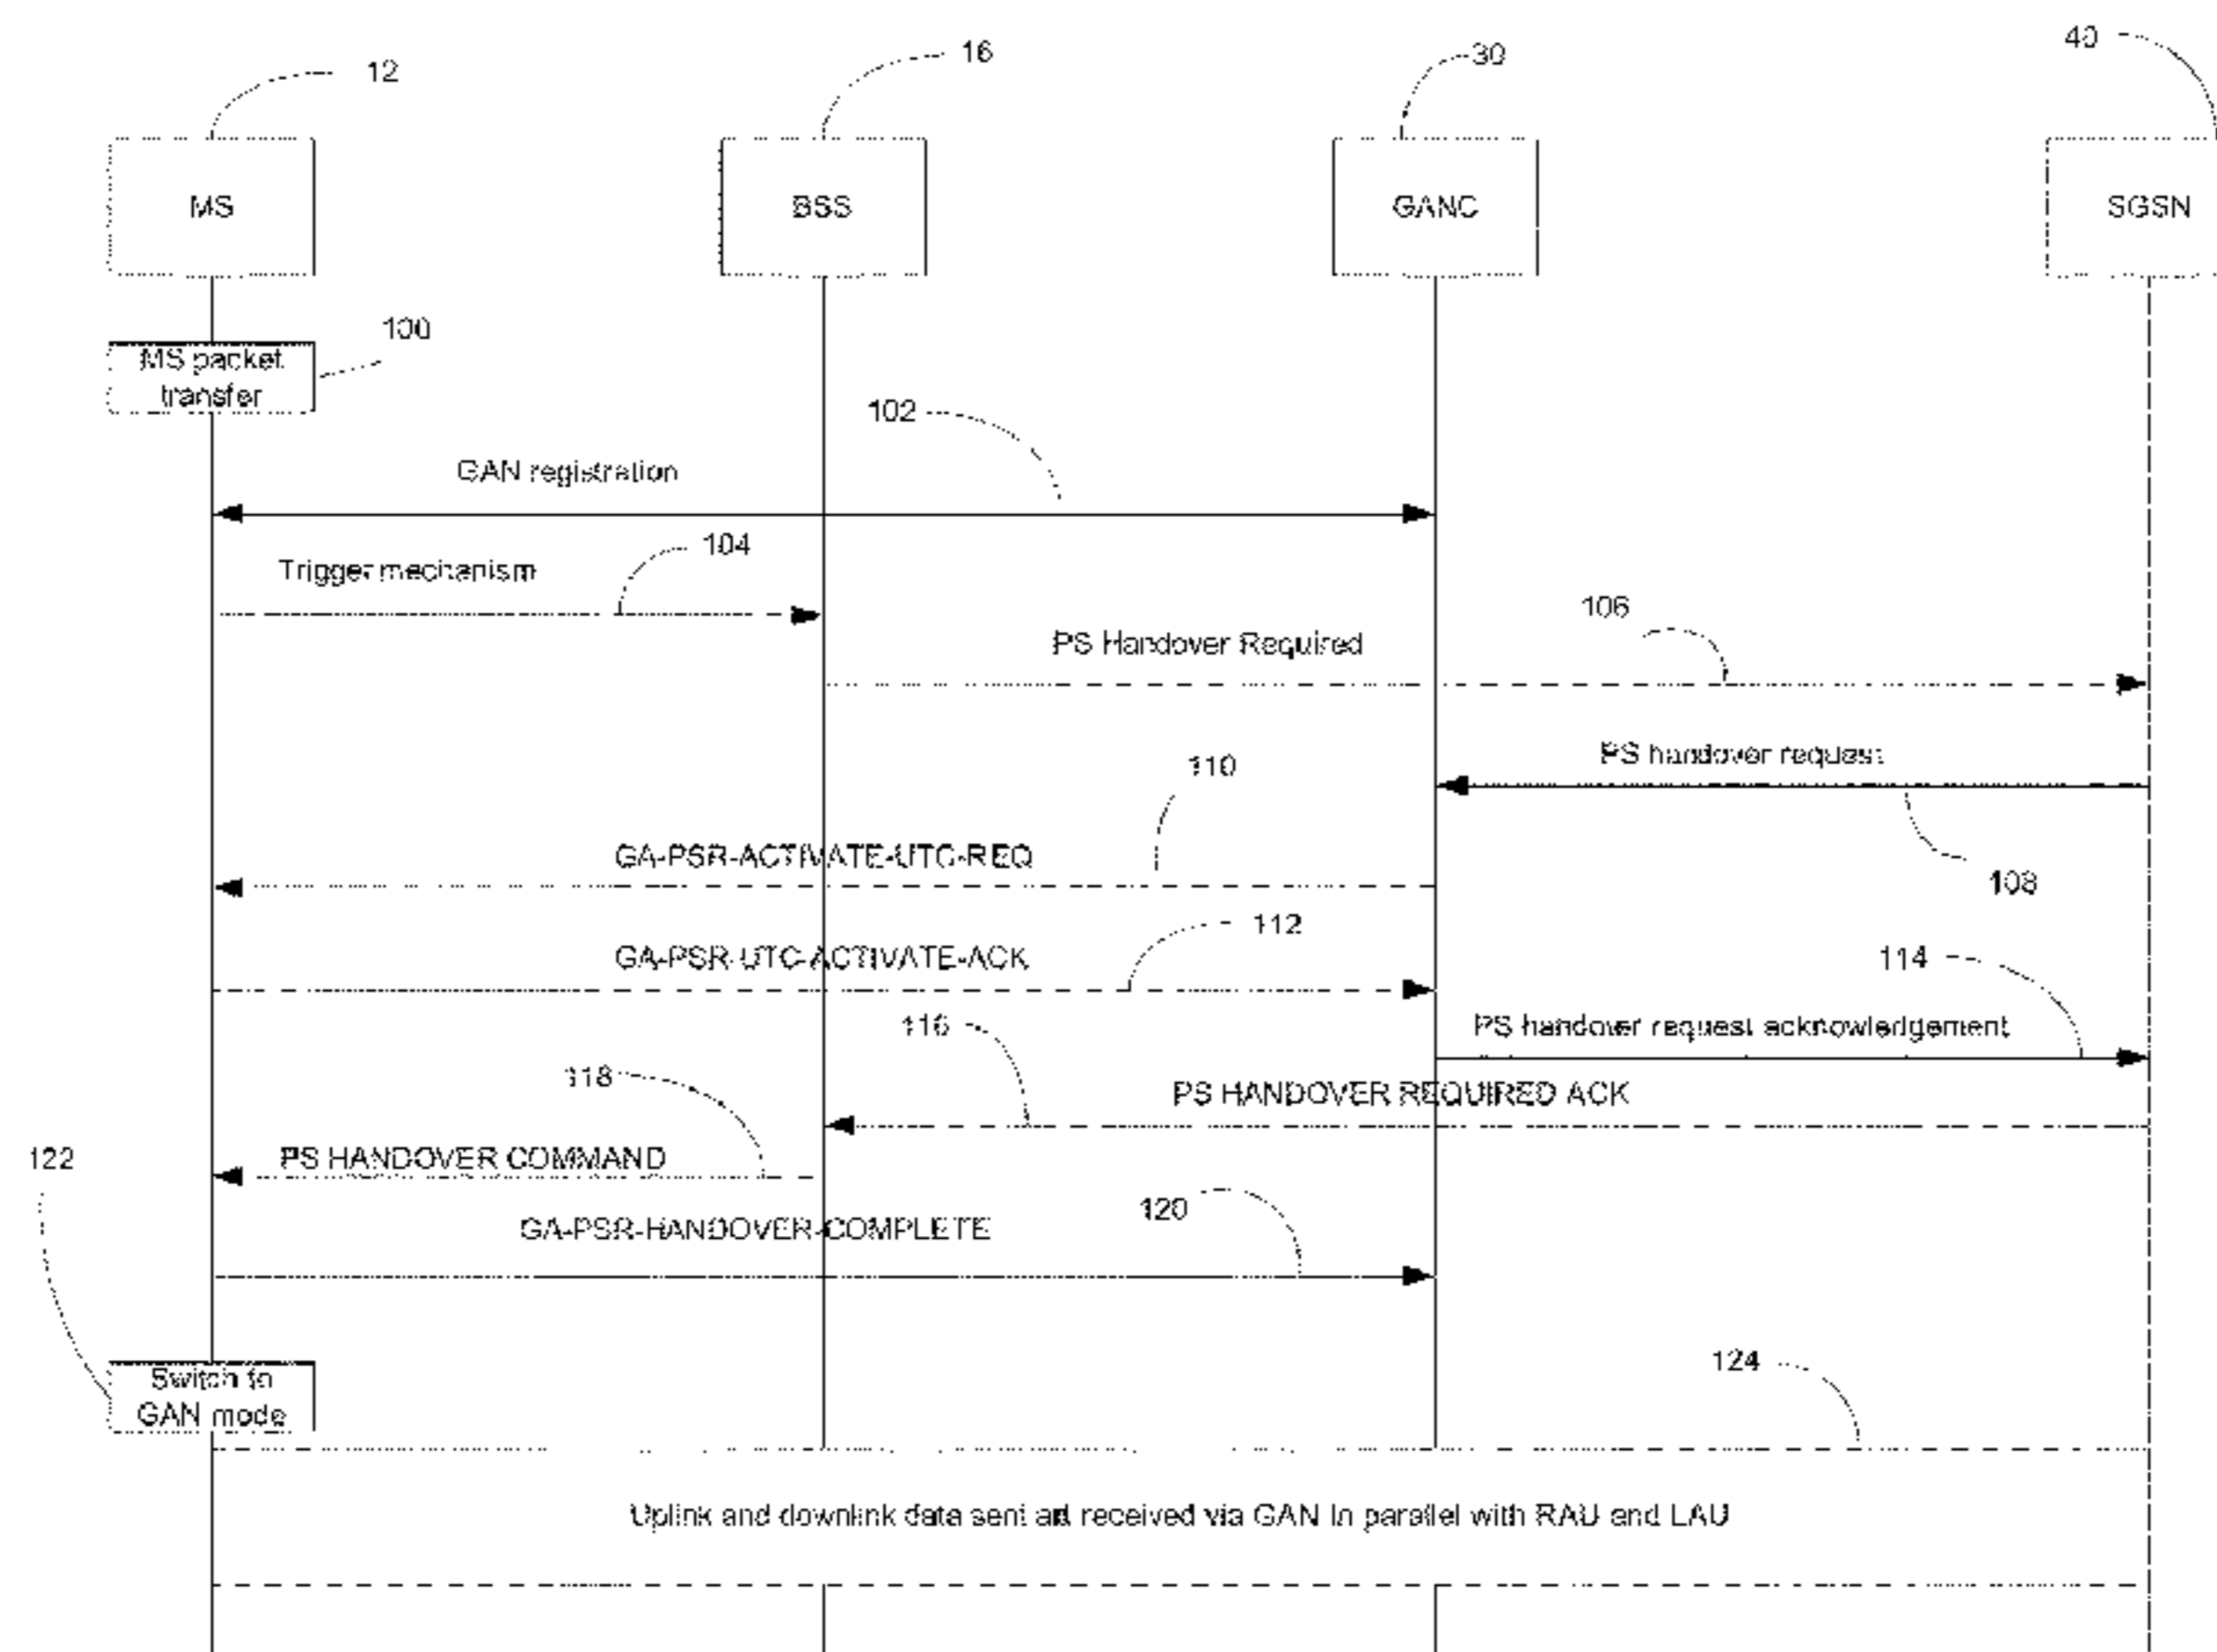 12
16
30
40
MS
BSS
GANC
SGSN
100
MS packet
transfer
102
GAN registration
104
Trigger mechanism
106
PS Handover Required
PS handover request
110
108
GA-PSR-ACTIVATE-UTC-REQ
112
GA-PSR-UTC-ACTIVATE-ACK
114
116
PS handover request acknowledgement
118
PS HANDOVER REQUIRED ACK
122
PS HANDOVER COMMAND
120
GA-PSR-HANDOVER-COMPLETE
124
Switch to
GAN mode
Uplink and downlink data sent and received via GAN in parallel with RAU and LAU